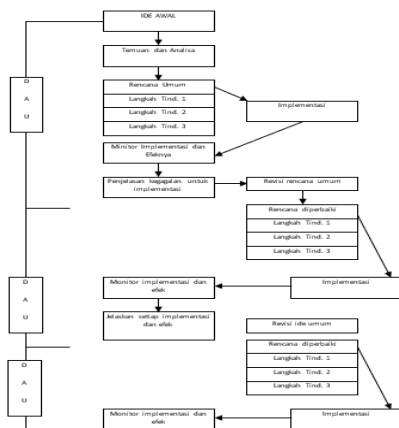 IDE AWAL
Temuan dan Analisa
D
A
U
Rencana Umum
Langkah Tind. 1
Langkah Tind. 2
Langkah Tind. 3
Implementasi
Minitor Implementasi dan
Efeknya
Penjelasan kegagalan untuk
implementasi
Revisi rencana umum
Rencana diperbaiki
Langkah Tind. 1
Langkah Tind. 2
Langkah Tind. 3
D
A
U
Monitor implementasi dan
efek
Implementasi
Jelaskan setiap implementasi
dan efek
Revisi ide umum
Rencana diperbaiki
Langkah Tind. 1
Langkah Tind. 2
Langkah Tind. 3
D
A
U
Monitor implementasi dan
efek
Implementasi